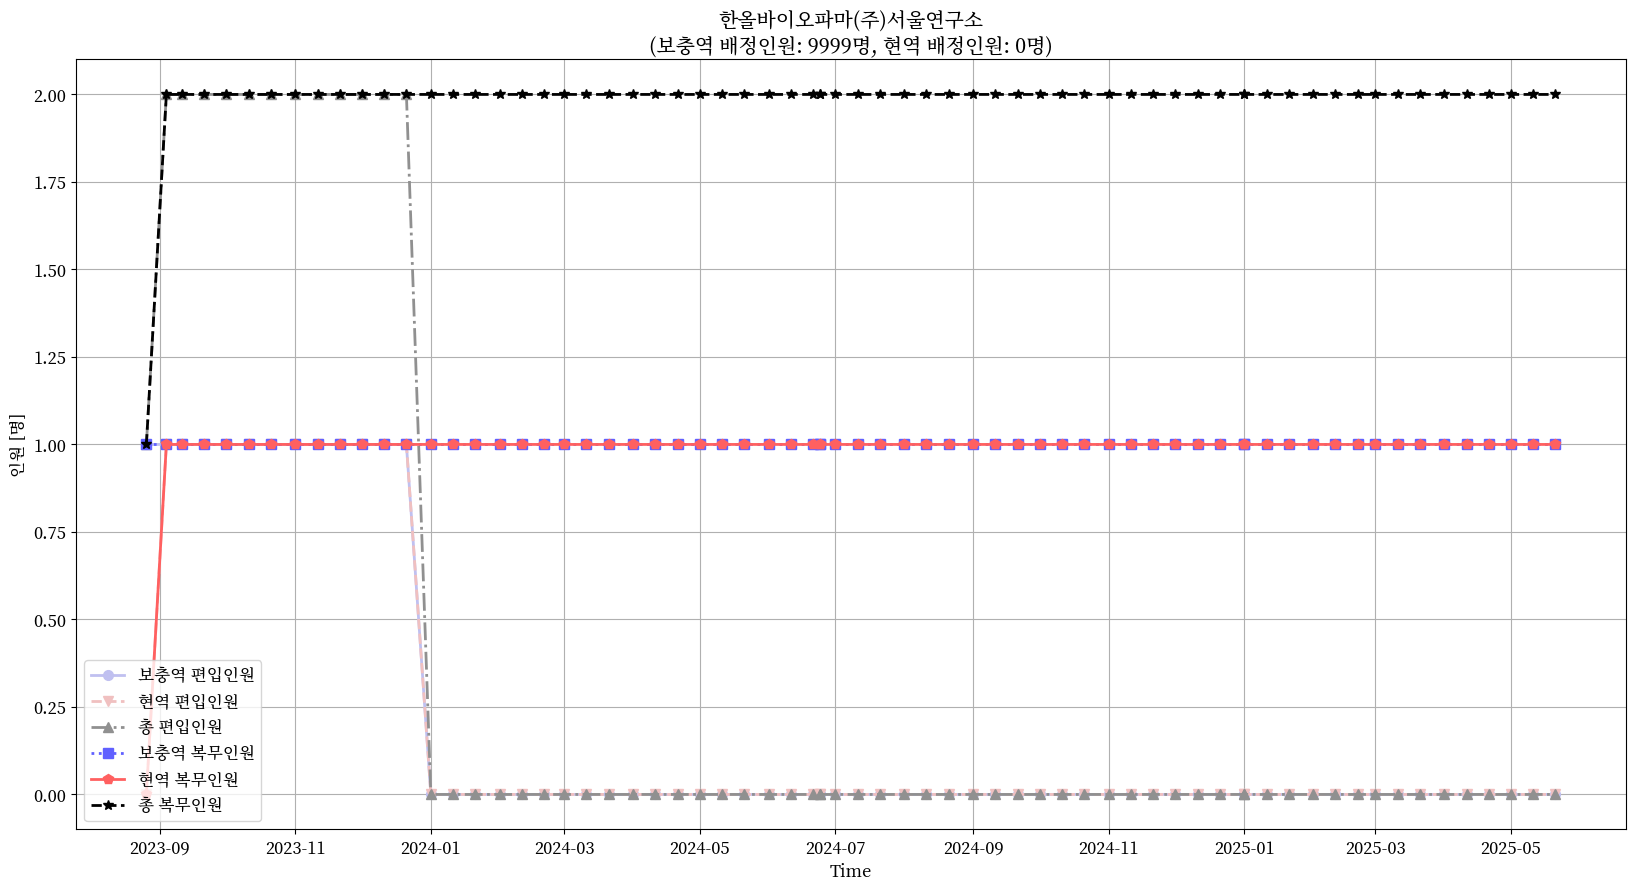 한올바이오파마(주)서울연구소
(보충역 배정인원: 9999명, 현역 배정인원: 0명)
인원 [명]
2.00
1.75
1.50
1.25
1.00
0.75
0.50
0.25
0.00
보충역 편입인원
현역 편입인원
총 편입인원
보충역 복무인원
현역 복무인원
총 복무인원
2023-09
2023-11
2024-01
2024-03
2024-05
2024-07
2024-09
2024-11
2025-01
2025-03
2025-05
Time